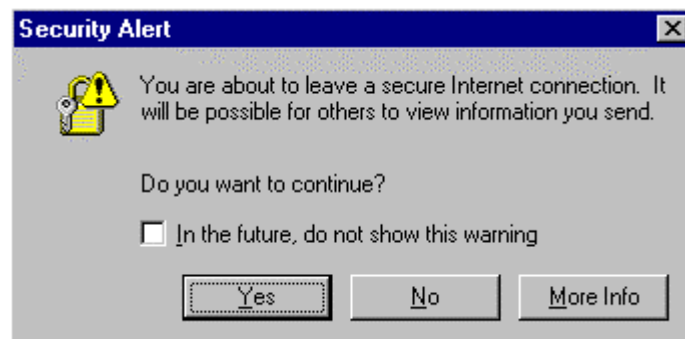 Security Alert
You are about to leave a secure Internet connection. It
will be possible for others to view information you send.
Do you want to continue?
In the future, do not show this warning
Yes No More Info